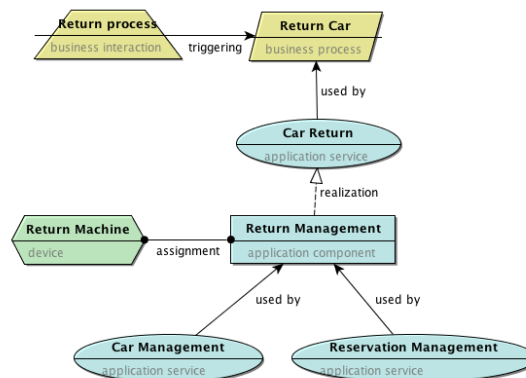 Return process
business interaction
triggering
Return Car
business process
used by
Car Return
application service
realization
Return Machine
device
assignment
Return Management
application component
used by
used by
Car Management
application service
Reservation Management
application service